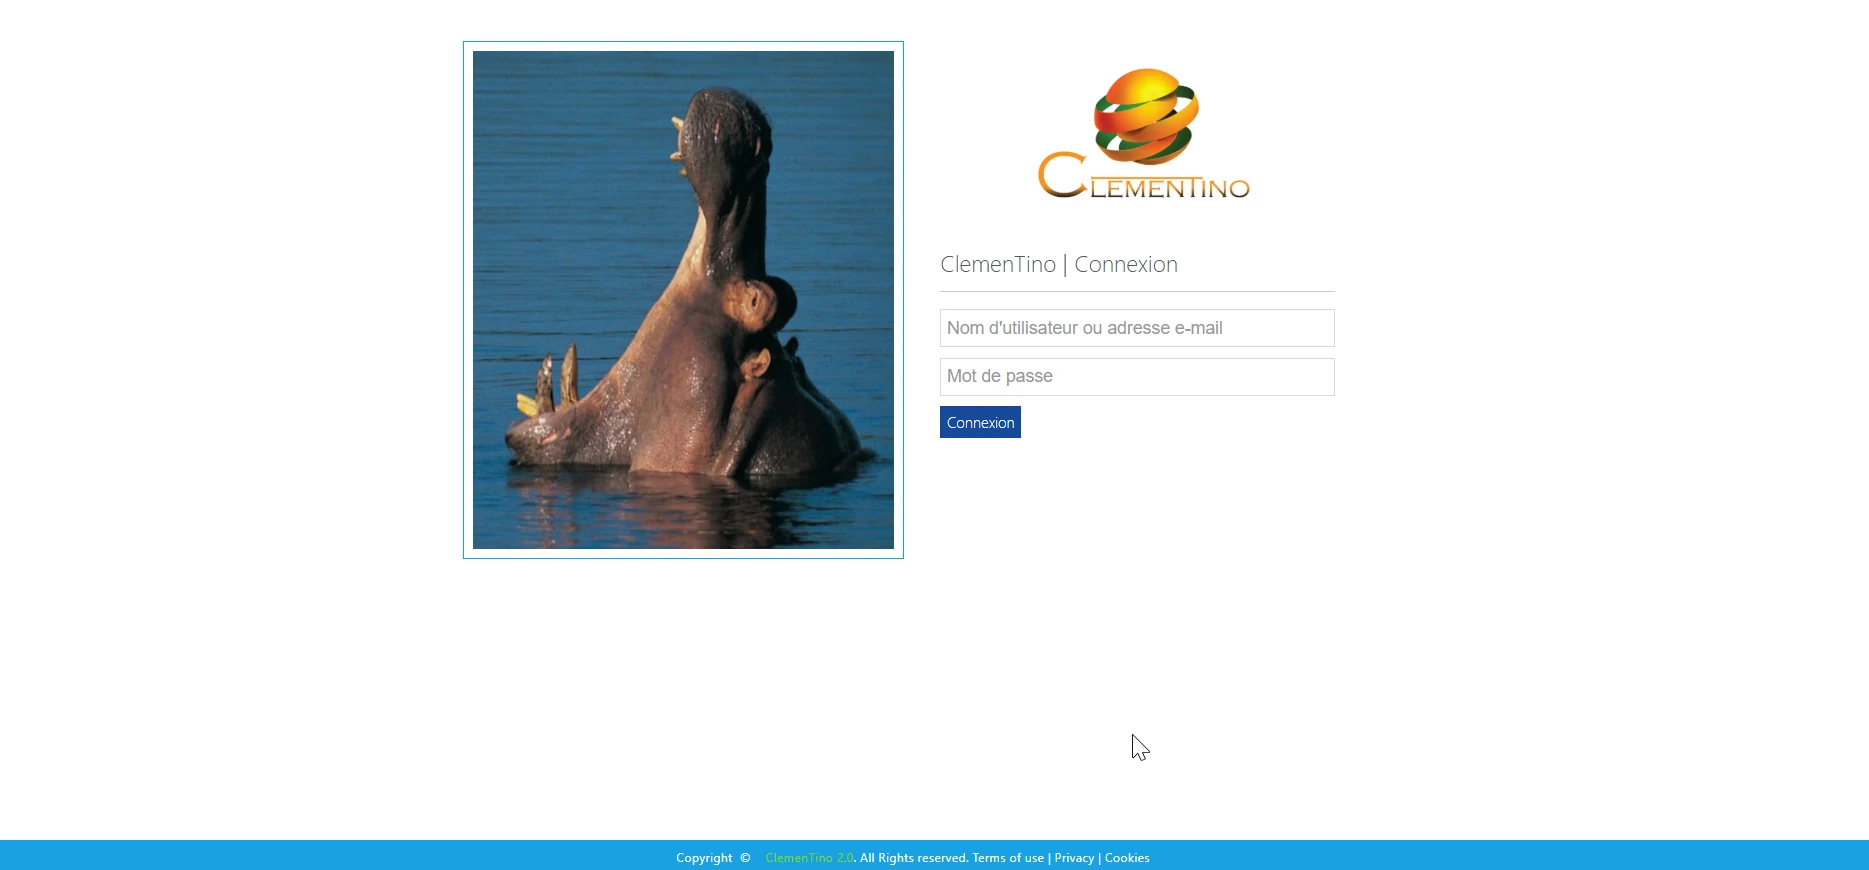 CLEMENTINO
ClemenTino | Connexion
Nom d'utilisateur ou adresse e-mail
Mot de passe
Connexion
Copyright © ClemenTino 2.0. All Rights reserved. Terms of use | Privacy | Cookies